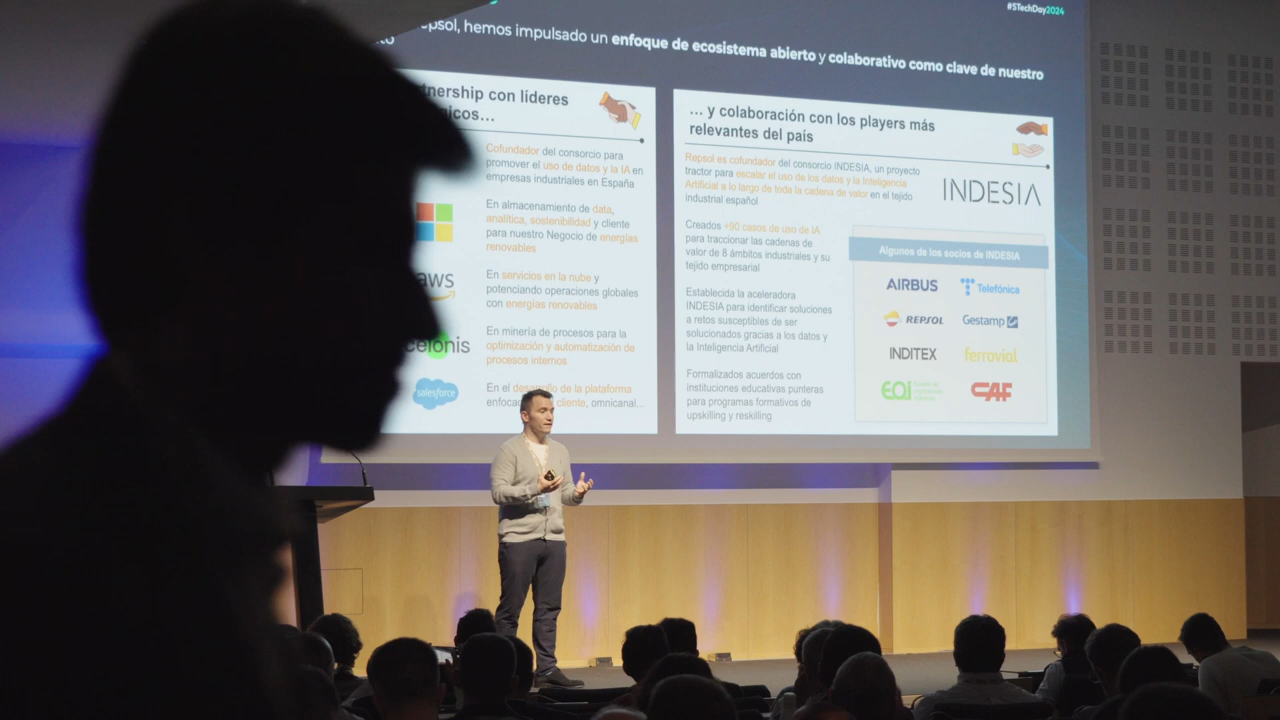 #STechDay2024
hemos impulsado un enfoque de ecosistema abierto y colaborativo como clave de nuestro
con líderes
Cofundador del consorcio para
promover el uso de datos y la IA en
empresas industriales en España
En almacenamiento de data,
analítica, sostenibilidad y cliente
para nuestro Negocio de energías
renovables
aws
En servicios en la nube y
potenciando operaciones globales
con energías renovables
celonis
En minería de procesos para la
optimización y automatización de
procesos internos
salesforce
En el desarrollo de la plataforma
cliente, omnicanal...
... y colaboración con los players más
relevantes del país
Repsol es cofundador del consorcio INDESIA, un proyecto
tractor para escalar el uso de los datos y la Inteligencia
Artificial a lo largo de toda la cadena de valor en el tejido
industrial español
INDESIA
Creados +90 casos de uso de IA
para traccionar las cadenas de
valor de 8 ámbitos industriales y su
tejido empresarial
Establecida la aceleradora
INDESIA para identificar soluciones
a retos susceptibles de ser
solucionados gracias a los datos y
la Inteligencia Artificial
Formalizados acuerdos con
instituciones educativas punteras
para programas formativos de
upskilling y reskilling
Algunos de los socios de INDESIA
AIRBUS
Telefónica
REPSOL
Gestamp
INDITEX
ferrovial
EOI
CAF